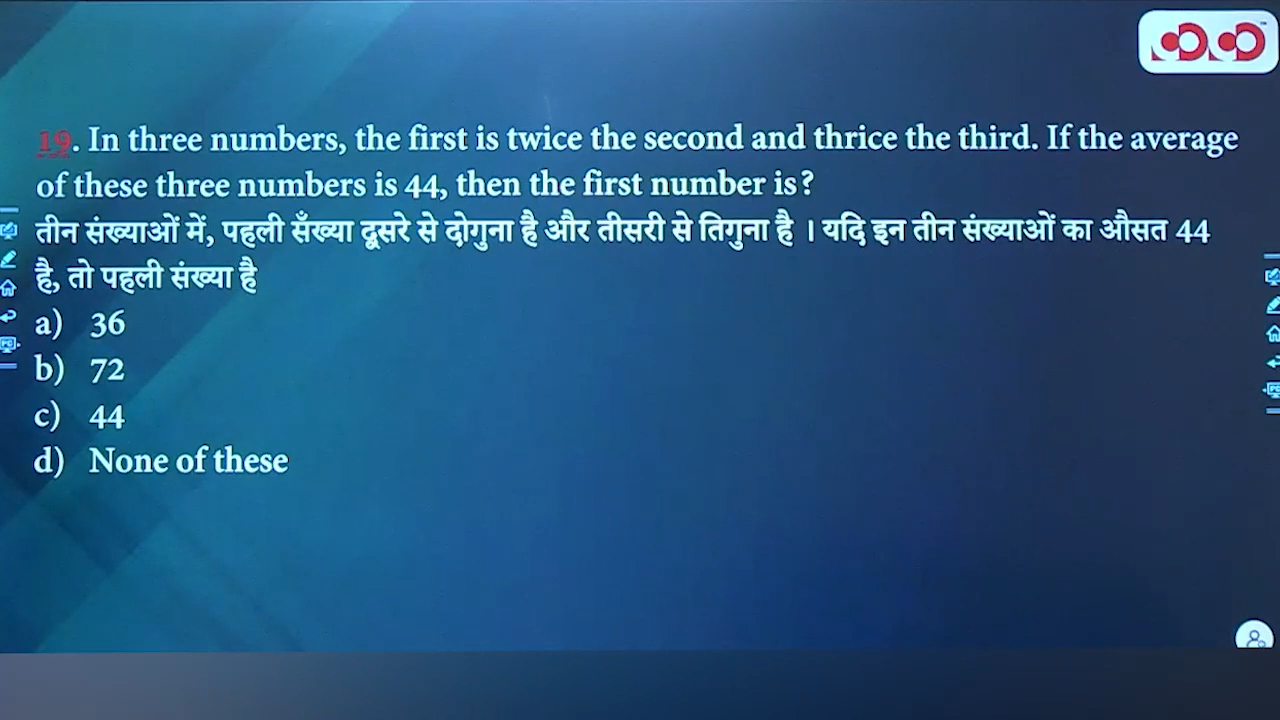 19. In three numbers, the first is twice the second and thrice the third. If the average
of these three numbers is 44, then the first number is?
तीन संख्याओं में, पहली सँख्या दूसरे से दोगुना है और तीसरी से तिगुना है । यदि इन तीन संख्याओं का औसत 44
है, तो पहली संख्या है
a) 36
b) 72
c) 44
d) None of these